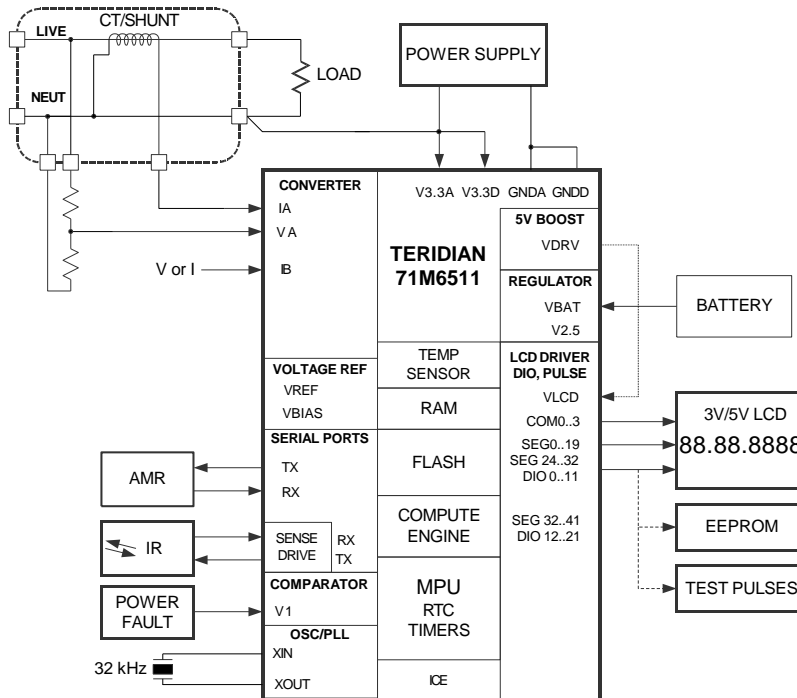 CT/SHUNT
LIVE
NEUT
LOAD
POWER SUPPLY
CONVERTER
IA
VA
V or I
IB
V3.3A V3.3D GNDA GNDD
TERIDIAN
71M6511
5V BOOST
VDRV
REGULATOR
VBAT
V2.5
BATTERY
VOLTAGE REF
VREF
VBIAS
TEMP
SENSOR
RAM
LCD DRIVER
DIO, PULSE
VLCD
COM0..3
SEG0..19
SEG 24..32
DIO 0..11
SEG 32..41
DIO 12..21
3V/5V LCD
88.88.8888
EEPROM
TEST PULSES
SERIAL PORTS
TX
RX
AMR
FLASH
IR
SENSE
DRIVE
RX
TX
COMPUTE
ENGINE
COMPARATOR
V1
POWER
FAULT
MPU
RTC
TIMERS
OSC/PLL
XIN
XOUT
32 kHz
ICE